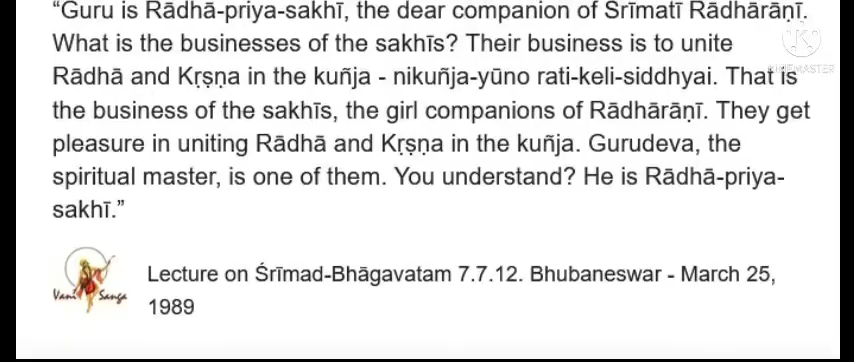 “Guru is Rādhā-priya-sakhī, the dear companion of Śrīmatī Rādhārāṇī.
What is the businesses of the sakhīs? Their business is to unite
Rādhā and Kṛṣṇa in the kuñja - nikuñja-yūno rati-keli-siddhyai. That is
the business of the sakhīs, the girl companions of Rādhārāṇī. They get
pleasure in uniting Rādhā and Kṛṣṇa in the kuñja. Gurudeva, the
spiritual master, is one of them. You understand? He is Rādhā-priya-
sakhī.”
KINEMASTER
Vani Sanga
Lecture on Śrīmad-Bhāgavatam 7.7.12. Bhubaneswar - March 25,
1989